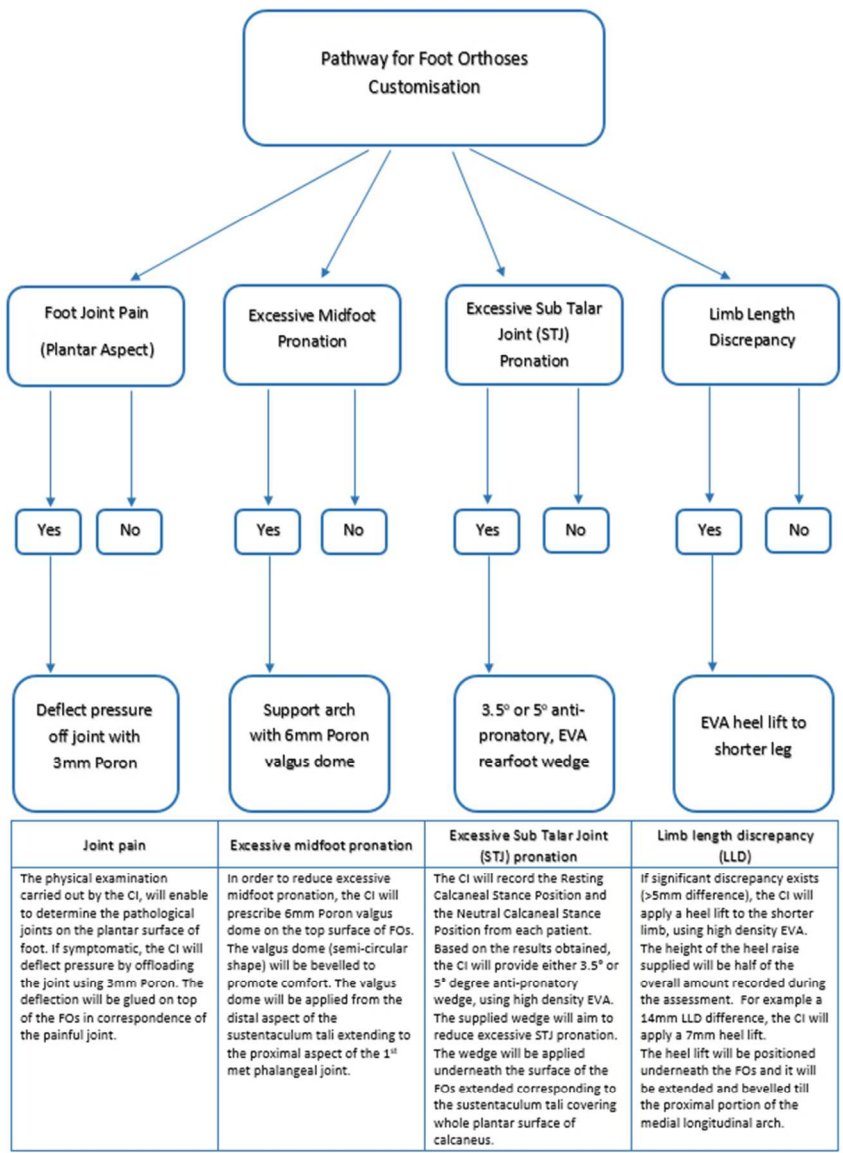 Pathway for Foot Orthoses
Customisation
Foot Joint Pain
(Plantar Aspect)
Excessive Midfoot
Pronation
Excessive Sub Talar
Joint (STJ)
Pronation
Limb Length
Discrepancy
Yes
No
Yes
No
Yes
No
Yes
No
Deflect pressure
off joint with
3mm Poron
Support arch
with 6mm Poron
valgus dome
3.5° or 5° anti-
pronatory, EVA
rearfoot wedge
EVA heel lift to
shorter leg
Joint pain
The physical examination
carried out by the CI, will enable
to determine the pathological
joints on the plantar surface of
foot. If symptomatic, the CI will
deflect pressure by offloading
the joint using 3mm Poron. The
deflection will be glued on top
of the FOs in correspondence of
the painful joint.
Excessive midfoot pronation
In order to reduce excessive
midfoot pronation, the CI will
prescribe 6mm Poron valgus
dome on the top surface of FOs.
The valgus dome (semi-circular
shape) will be bevelled to
promote comfort. The valgus
dome will be applied from the
distal aspect of the
sustentaculum tali extending to
the proximal aspect of the 1st
met phalangeal joint.
Excessive Sub Talar Joint
(STJ) pronation
The CI will record the Resting
Calcaneal Stance Position and
the Neutral Calcaneal Stance
Position from each patient.
Based on the results obtained,
the CI will provide either 3.5° or
5° degree anti-pronatory
wedge, using high density EVA.
The supplied wedge will aim to
reduce excessive STJ pronation.
The wedge will be applied
underneath the surface of the
FOs extended corresponding to
the sustentaculum tali covering
whole plantar surface of
calcaneus.
Limb length discrepancy
(LLD)
If significant discrepancy exists
(>5mm difference), the CI will
apply a heel lift to the shorter
limb, using high density EVA.
The height of the heel raise
supplied will be half of the
overall amount recorded during
the assessment. For example a
14mm LLD difference, the CI will
apply a 7mm heel lift.
The heel lift will be positioned
underneath the FOs and it will
be extended and bevelled till
the proximal portion of the
medial longitudinal arch.